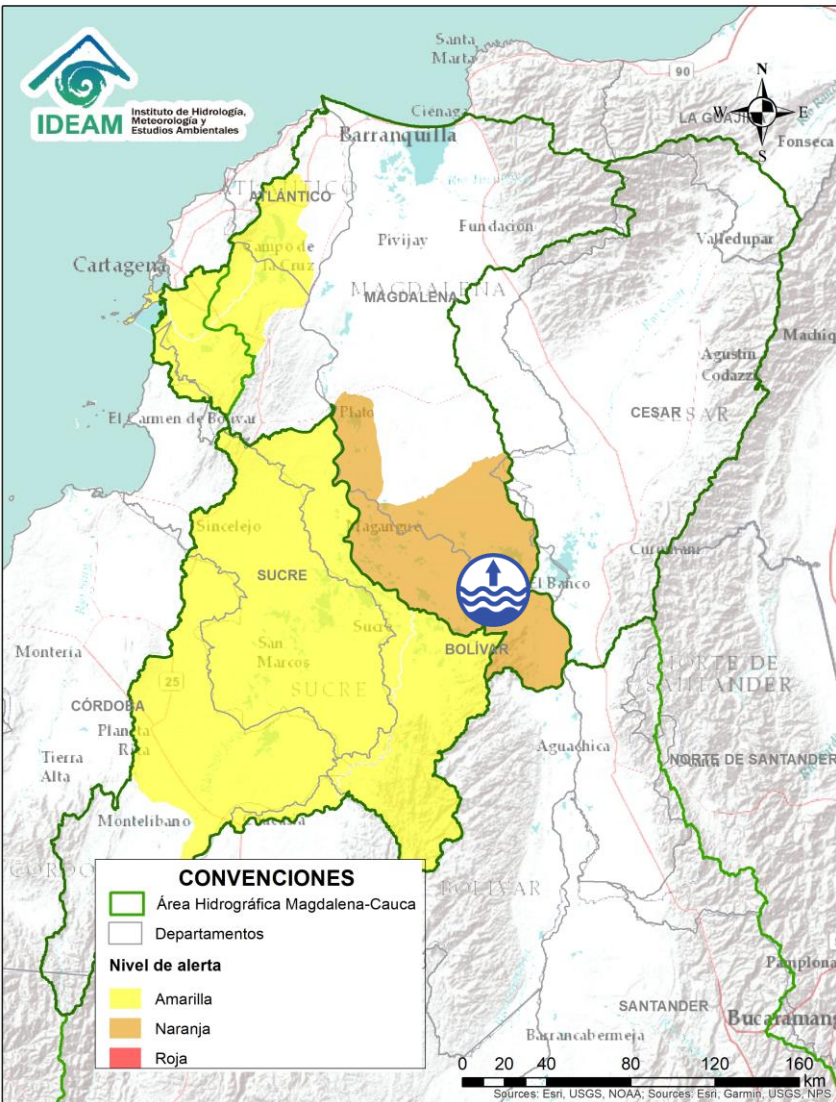 IDEAM
Instituto de Hidrología,
Meteorología y
Estudios Ambientales
Santa
Marta
90
N
W
E
S
LA GUAJI
Fonseca
Ciénaga
Barranquilla
ATLÁNTICO
Fundación
Pivijay
Valledupar
Campo de
la Cruz
Cartagena
MAGDALENA
MAGDALENA
Agustín
Codazzi
CESAR
CESAR
El Carmen de Bolívar
Plato
Sincelejo
Magangue
Curumaní
SUCRE
El Banco
Sucre
Montería
San
Marcos
BOLÍVAR
SUCRE
25
NORTE DE
SANTANDER
CÓRDOBA
Planeta
Rica
Tierra
Alta
Aguachica
NORTE DE SANTANDER
Montelibano
BOLÍVAR
CONVENCIONES
Área Hidrográfica Magdalena-Cauca
Departamentos
Nivel de alerta
Amarilla
Naranja
Roja
Pamplona
SANTANDER
Bucaramang
Barrancabermeja
0 20 40 80 120 160
km
Sources: Esri, USGS, NOAA; Sources: Esri, Garmin, USGS, NPS